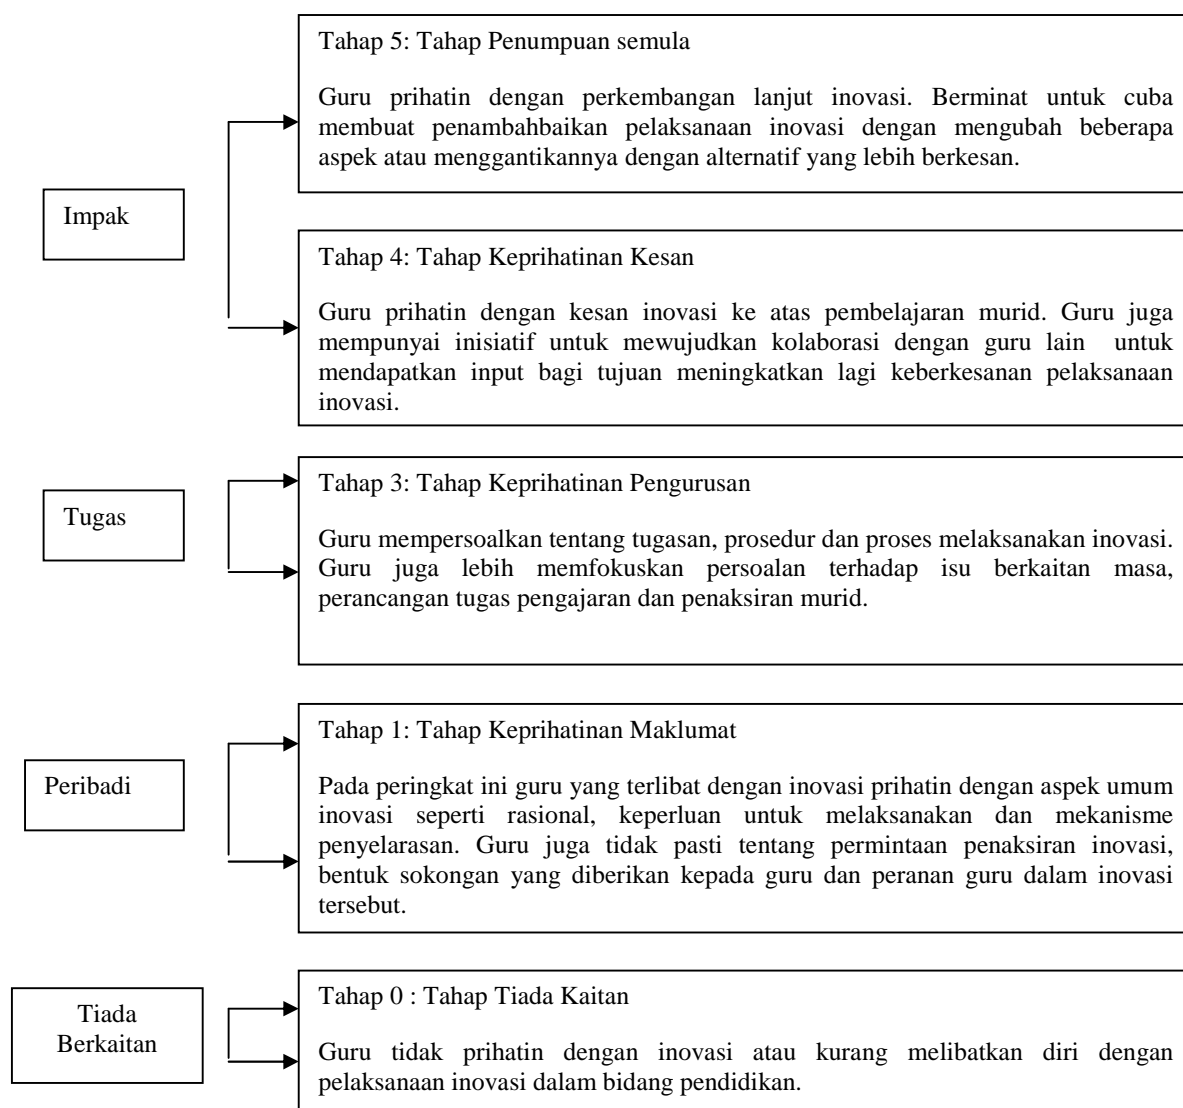 Tahap 5: Tahap Penumpuan semula
Guru prihatin dengan perkembangan lanjut inovasi. Berminat untuk cuba
membuat penambahbaikan pelaksanaan inovasi dengan mengubah beberapa
aspek atau menggantikannya dengan alternatif yang lebih berkesan.
Impak
Tahap 4: Tahap Keprihatinan Kesan
Guru prihatin dengan kesan inovasi ke atas pembelajaran murid. Guru juga
mempunyai inisiatif untuk mewujudkan kolaborasi dengan guru lain untuk
mendapatkan input bagi tujuan meningkatkan lagi keberkesanan pelaksanaan
inovasi.
Tahap 3: Tahap Keprihatinan Pengurusan
Tugas
Guru mempersoalkan tentang tugasan, prosedur dan proses melaksanakan inovasi.
Guru juga lebih memfokuskan persoalan terhadap isu berkaitan masa,
perancangan tugas pengajaran dan penaksiran murid.
Tahap 1: Tahap Keprihatinan Maklumat
Peribadi
Pada peringkat ini guru yang terlibat dengan inovasi prihatin dengan aspek umum
inovasi seperti rasional, keperluan untuk melaksanakan dan mekanisme
penyelarasan. Guru juga tidak pasti tentang permintaan penaksiran inovasi,
bentuk sokongan yang diberikan kepada guru dan peranan guru dalam inovasi
tersebut.
Tahap 0 : Tahap Tiada Kaitan
Tiada
Berkaitan
Guru tidak prihatin dengan inovasi atau kurang melibatkan diri dengan
pelaksanaan inovasi dalam bidang pendidikan.